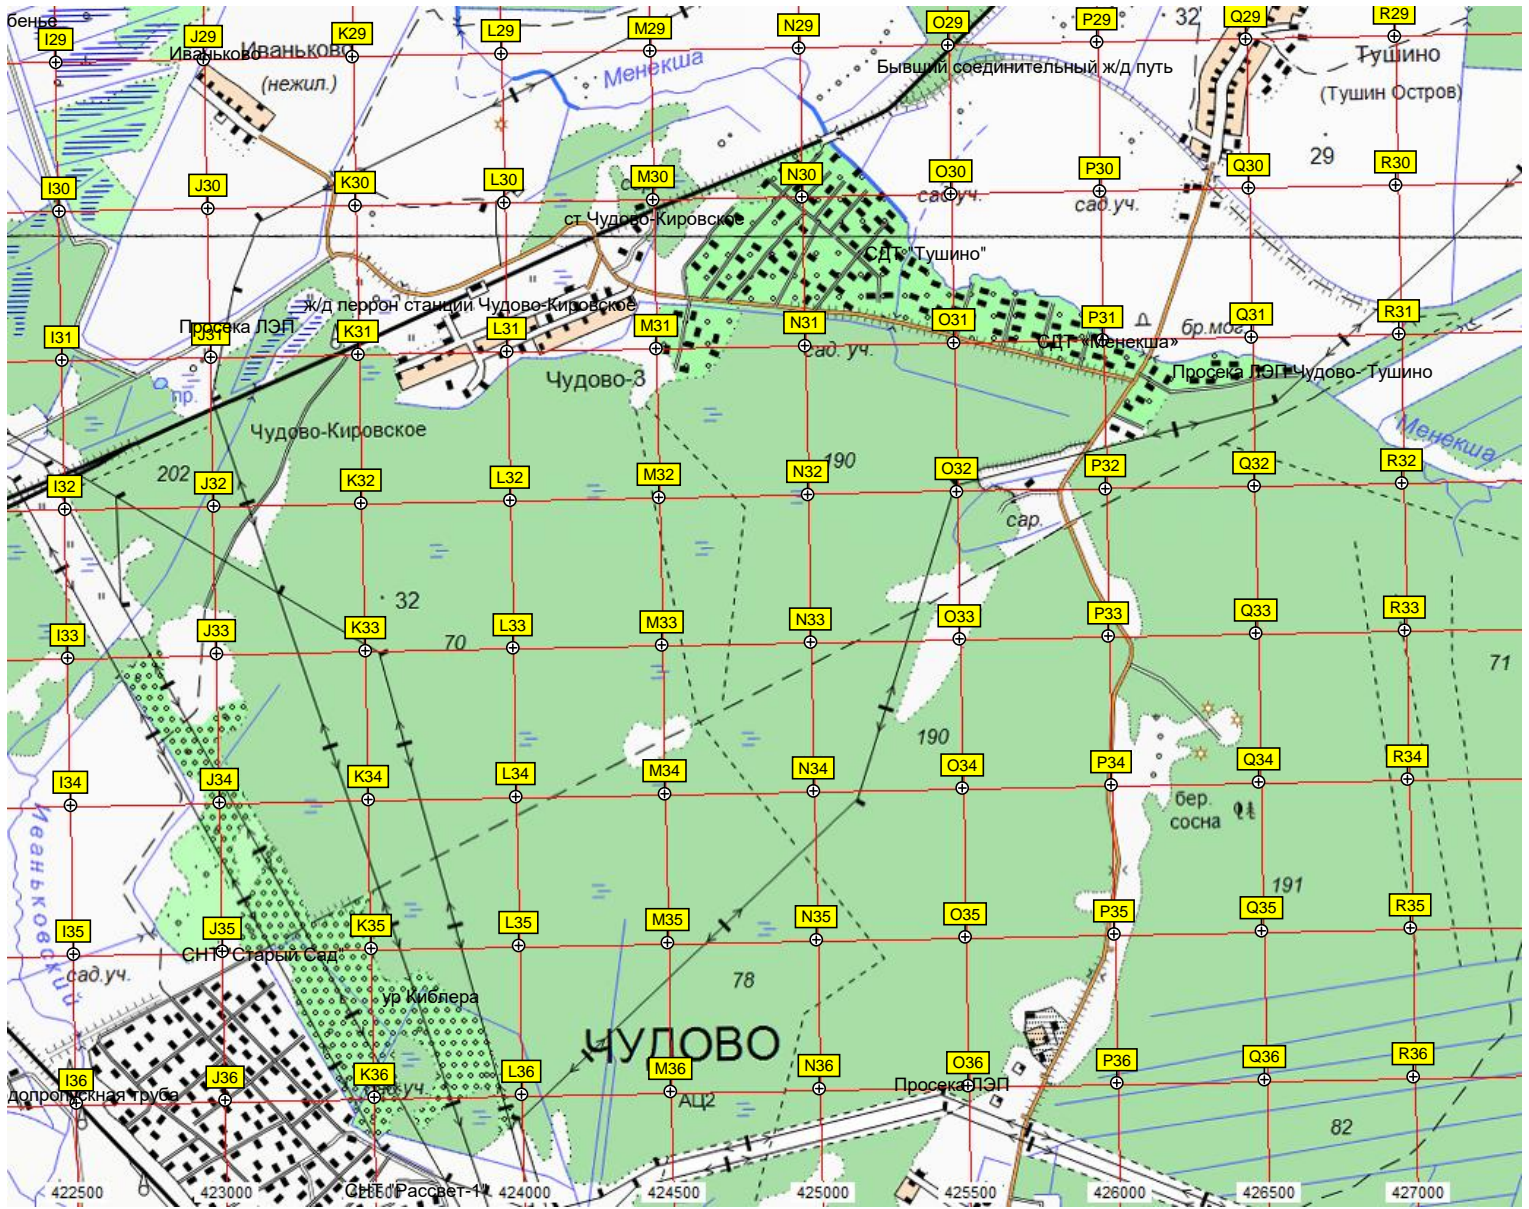 бенье
I29 J29 K29 L29 M29 N29 O29 P29 Q29 R29
32
Иваньково
Иваньково
(нежил.)
Менекша
Бывший соединительный ж/д путь
Тушино
(Тушин Остров)
29
I30 J30 K30 L30 M30 N30 O30 P30 Q30 R30
сад.уч.
сад.уч.
ст Чудово-Кировское
СДТ "Тушино"
ж/д перрон станции Чудово-Кировское
Просека ЛЭП
I31 J31 K31 L31 M31 N31 O31 P31 Q31 R31
бр.мог.
сад. уч.
СДТ «Менекша»
Просека ЛЭП Чудово- Тушино
Чудово-3
пр.
Чудово-Кировское
Менекша
202
190
I32 J32 K32 L32 M32 N32 O32 P32 Q32 R32
сар.
32
I33 J33 K33 L33 M33 N33 O33 P33 Q33 R33
70
71
190
I34 J34 K34 L34 M34 N34 O34 P34 Q34 R34
бер.
сосна
Иваньковский
191
I35 J35 K35 L35 M35 N35 O35 P35 Q35 R35
СНТ "Старый Сад"
сад.уч.
78
ур Киблера
ЧУДОВО
I36 J36 K36 L36 M36 N36 O36 P36 Q36 R36
допропускная труба
уч.
АЦ2
Просека ЛЭП
82
СНТ "Рассвет-1"
422500 423000 424000 424500 425000 425500 426000 426500 427000